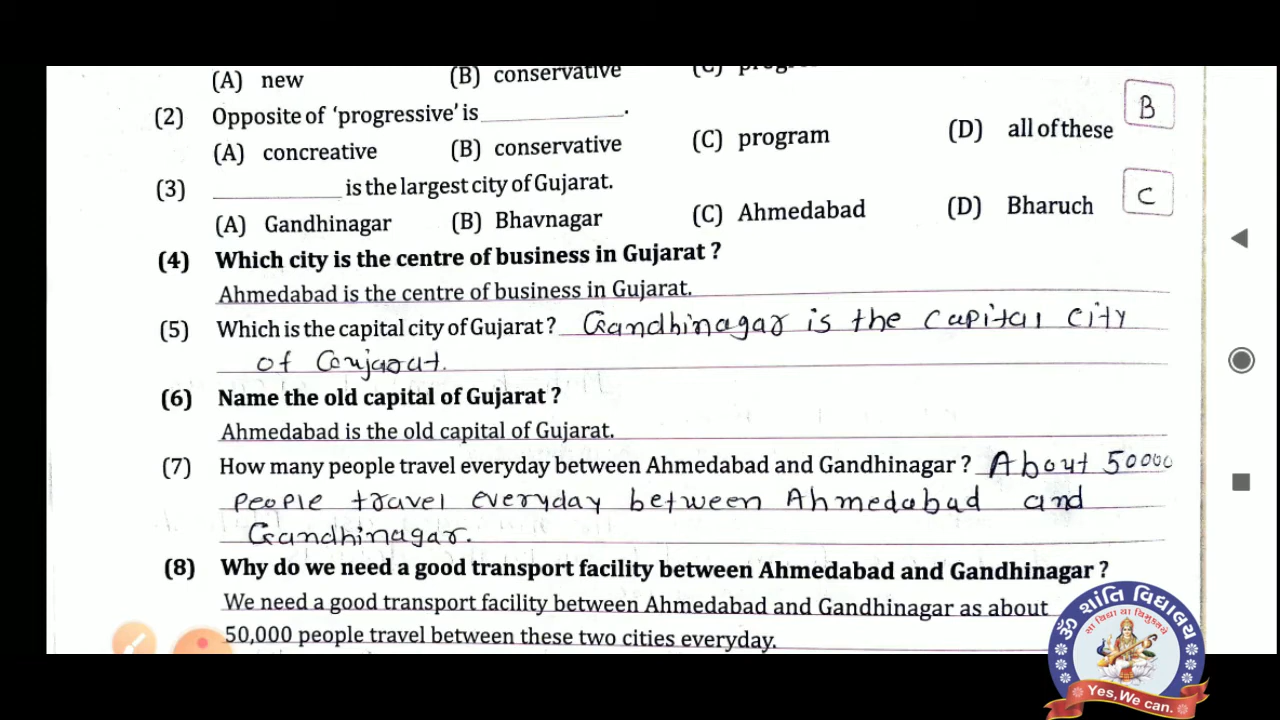 (A) new (B) conservative
(2) Opposite of 'progressive' is ____________. B
(A) concreative (B) conservative (C) program (D) all of these
(3) ____________ is the largest city of Gujarat. C
(A) Gandhinagar (B) Bhavnagar (C) Ahmedabad (D) Bharuch
(4) Which city is the centre of business in Gujarat ?
Ahmedabad is the centre of business in Gujarat.
(5) Which is the capital city of Gujarat ? Gandhinagar is the capital city
of Gujarat.
(6) Name the old capital of Gujarat ?
Ahmedabad is the old capital of Gujarat.
(7) How many people travel everyday between Ahmedabad and Gandhinagar ? About 50000
people travel everyday between Ahmedabad and
Gandhinagar.
(8) Why do we need a good transport facility between Ahmedabad and Gandhinagar ?
We need a good transport facility between Ahmedabad and Gandhinagar as about
50,000 people travel between these two cities everyday.
ૐ શાંતિ વિદ્યાલય
सा विद्या या विमुक्तये
Yes, We can.